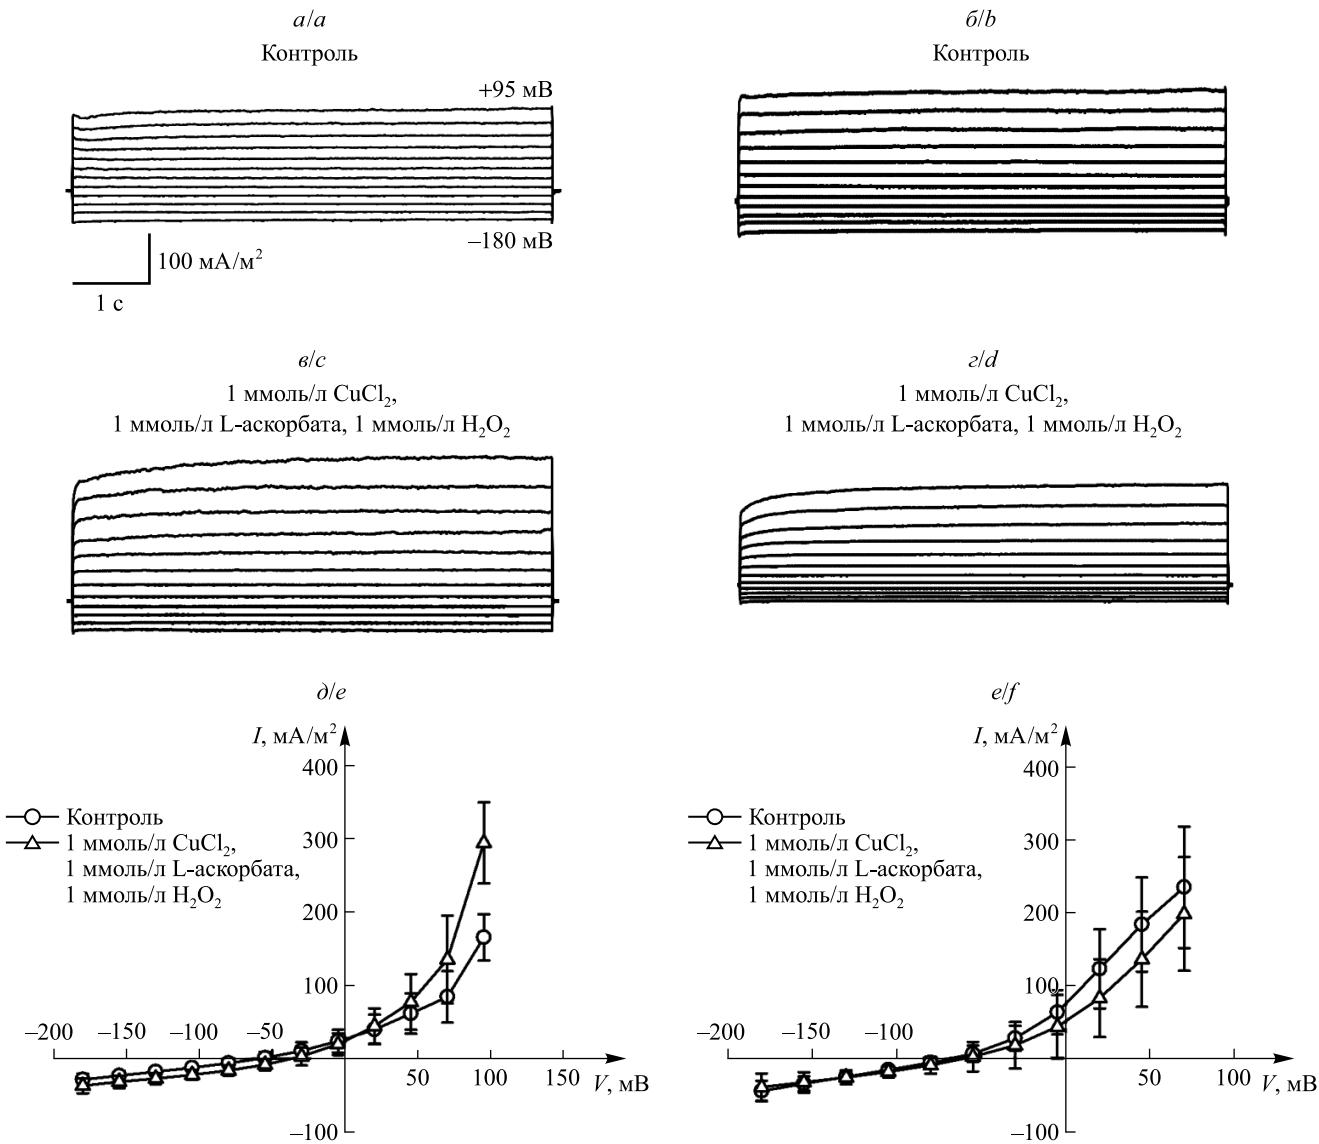 а/a
Контроль
+95 мВ
–180 мВ
100 мА/м²
1 с
б/b
Контроль
в/c
1 ммоль/л CuCl₂,
1 ммоль/л L-аскорбата, 1 ммоль/л H₂O₂
г/d
1 ммоль/л CuCl₂,
1 ммоль/л L-аскорбата, 1 ммоль/л H₂O₂
д/e
I, мА/м²
400
300
200
100
–200 –150 –100 –50
50 100 150 V, мВ
–100
Контроль
1 ммоль/л CuCl₂,
1 ммоль/л L-аскорбата,
1 ммоль/л H₂O₂
е/f
I, мА/м²
400
300
200
100
–200 –150 –100
50 100 V, мВ
–100
Контроль
1 ммоль/л CuCl₂,
1 ммоль/л L-аскорбата,
1 ммоль/л H₂O₂